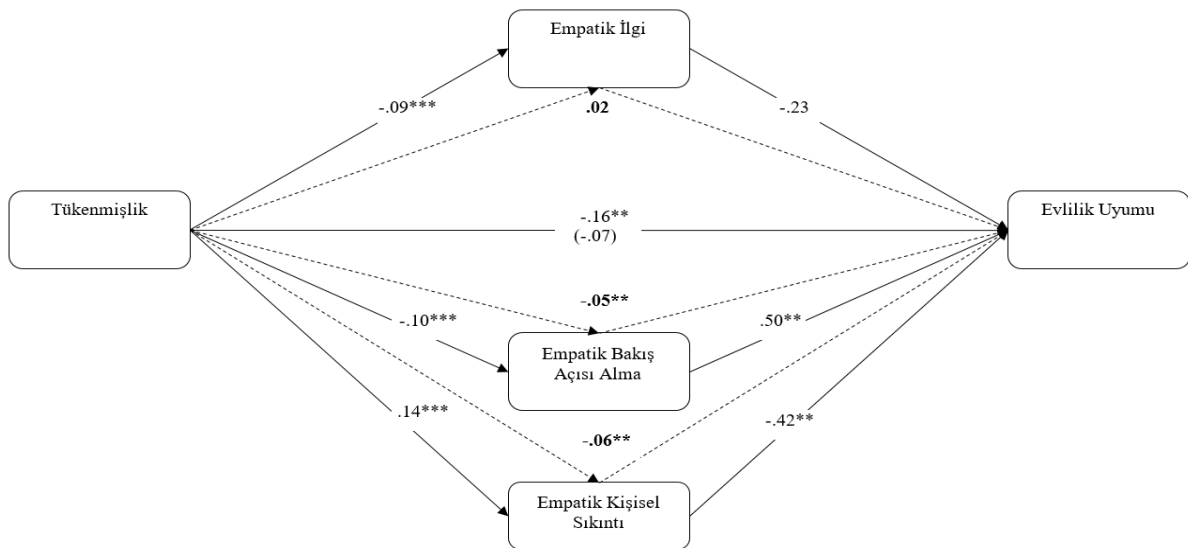 Empatik İlgi
-.09***
.02
-.23
Tükenmişlik
-.16**
(-.07)
Evlilik Uyumu
-.05**
-.10***
Empatik Bakış
Açısı Alma
.50**
.14***
-.06**
-.42**
Empatik Kişisel
Sıkıntı